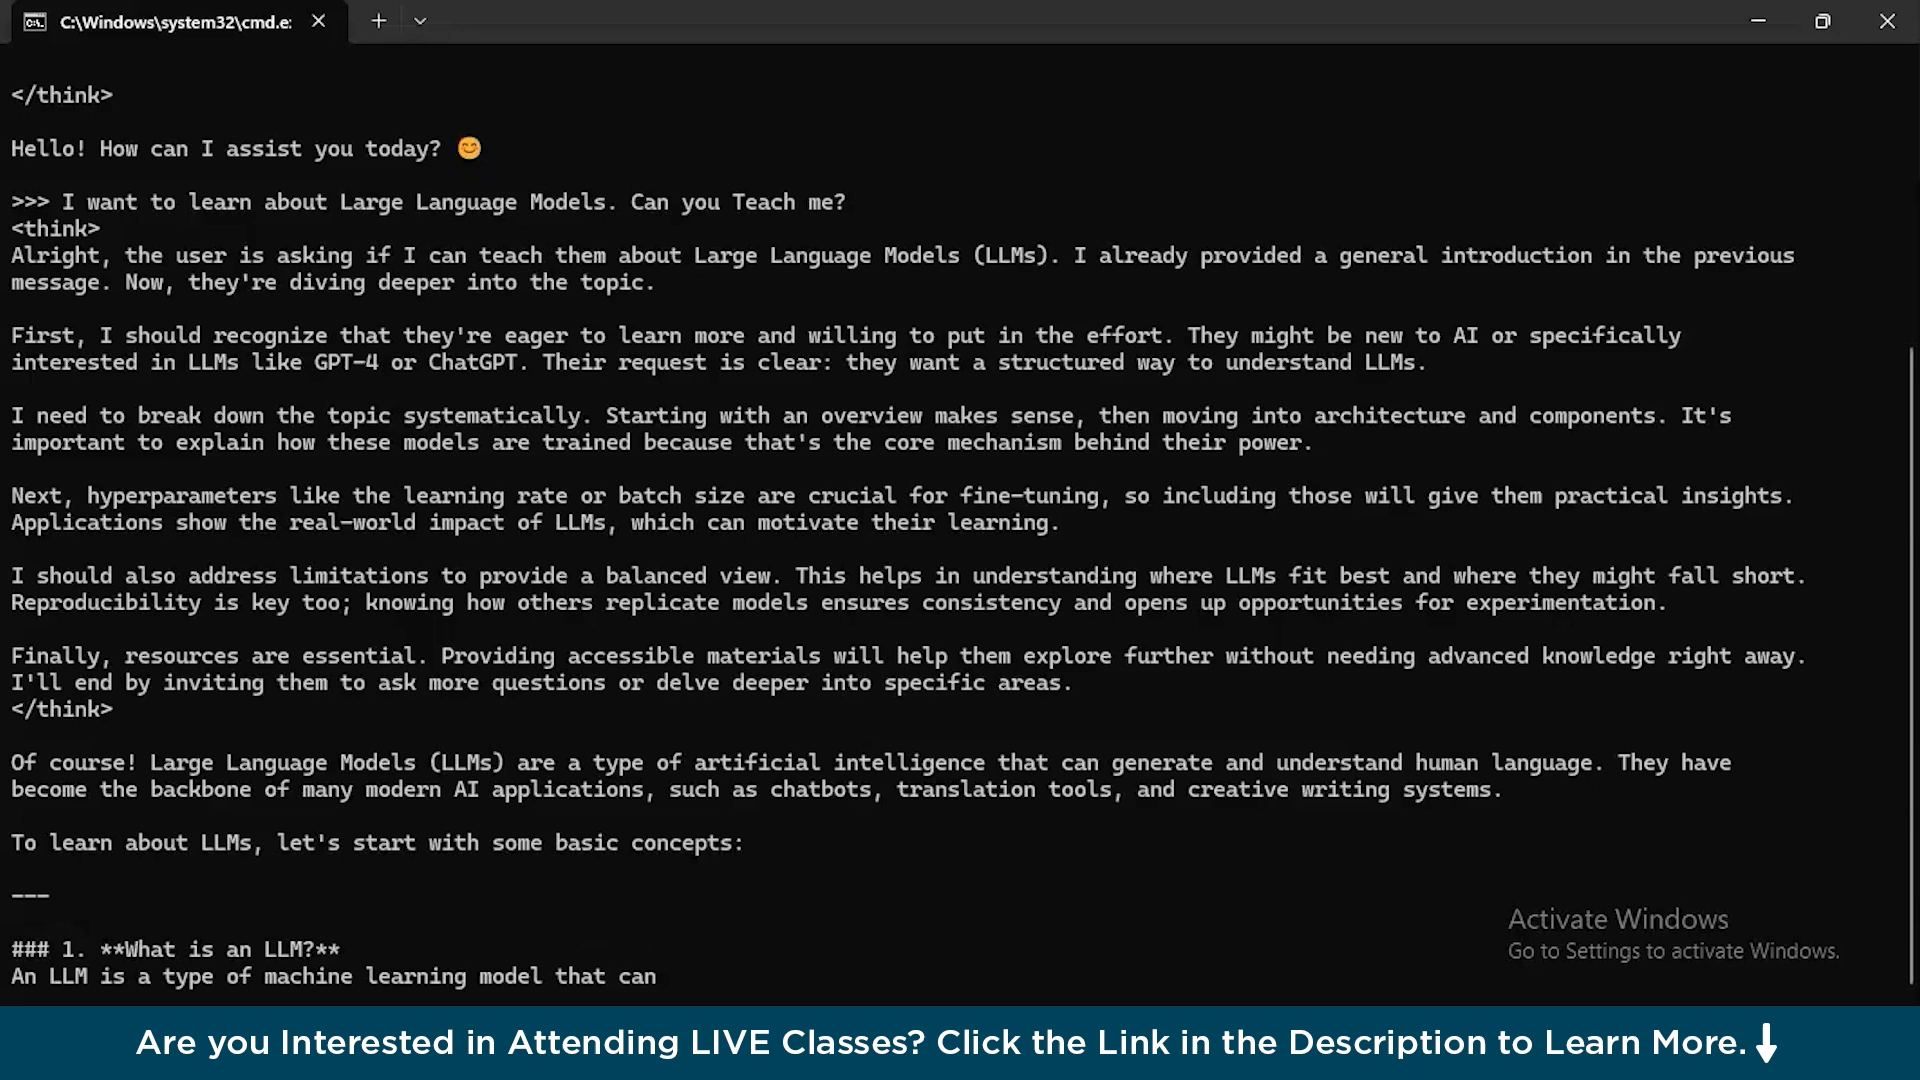 C:\Windows\system32\cmd.e:
</think>
Hello! How can I assist you today? 😊
>>> I want to learn about Large Language Models. Can you Teach me?
<think>
Alright, the user is asking if I can teach them about Large Language Models (LLMs). I already provided a general introduction in the previous
message. Now, they're diving deeper into the topic.
First, I should recognize that they're eager to learn more and willing to put in the effort. They might be new to AI or specifically
interested in LLMs like GPT-4 or ChatGPT. Their request is clear: they want a structured way to understand LLMs.
I need to break down the topic systematically. Starting with an overview makes sense, then moving into architecture and components. It's
important to explain how these models are trained because that's the core mechanism behind their power.
Next, hyperparameters like the learning rate or batch size are crucial for fine-tuning, so including those will give them practical insights.
Applications show the real-world impact of LLMs, which can motivate their learning.
I should also address limitations to provide a balanced view. This helps in understanding where LLMs fit best and where they might fall short.
Reproducibility is key too; knowing how others replicate models ensures consistency and opens up opportunities for experimentation.
Finally, resources are essential. Providing accessible materials will help them explore further without needing advanced knowledge right away.
I'll end by inviting them to ask more questions or delve deeper into specific areas.
</think>
Of course! Large Language Models (LLMs) are a type of artificial intelligence that can generate and understand human language. They have
become the backbone of many modern AI applications, such as chatbots, translation tools, and creative writing systems.
To learn about LLMs, let's start with some basic concepts:
---
### 1. **What is an LLM?**
An LLM is a type of machine learning model that can
Activate Windows
Go to Settings to activate Windows.
Are you Interested in Attending LIVE Classes? Click the Link in the Description to Learn More.